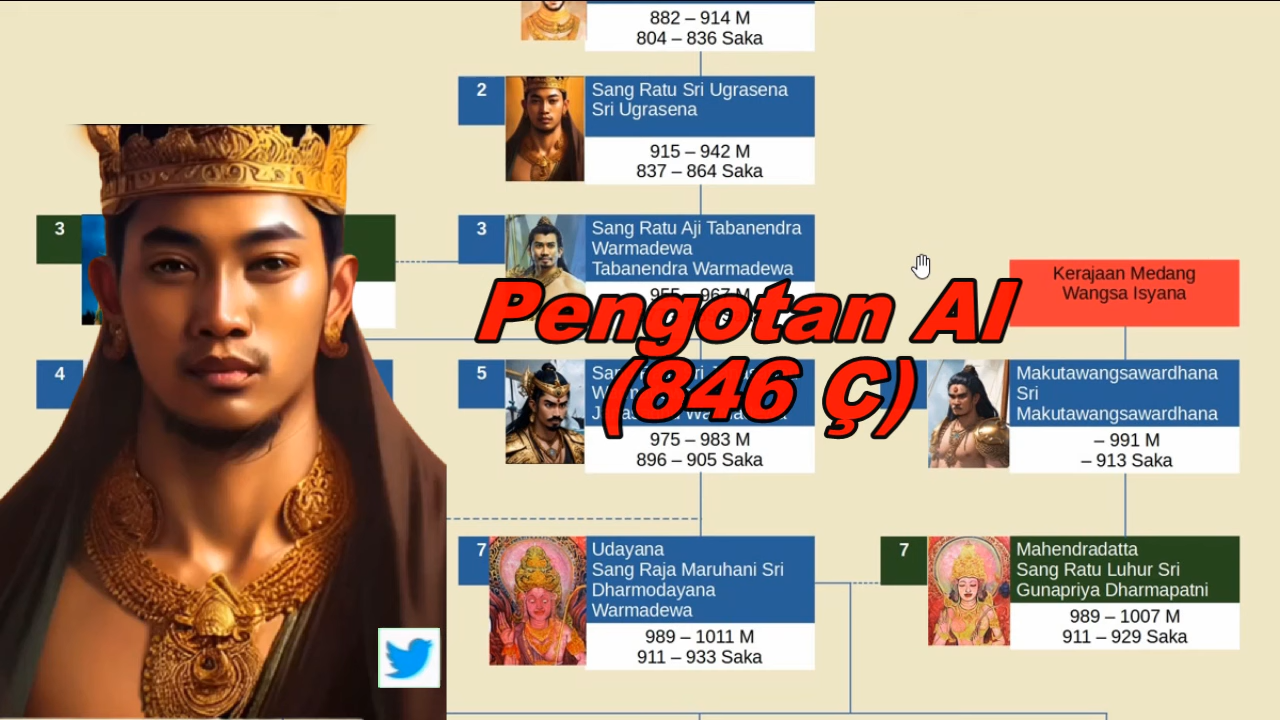 882 – 914 M
804 – 836 Saka
2
Sang Ratu Sri Ugrasena
Sri Ugrasena
915 – 942 M
837 – 864 Saka
3
3
Sang Ratu Aji Tabanendra
Warmadewa
Tabanendra Warmadewa
955 – 967 M
Kerajaan Medang
Wangsa Isyana
Pengotan AI
(846 Ç)
4
5
975 – 983 M
896 – 905 Saka
Makutawangsawardhana
Sri
Makutawangsawardhana
– 991 M
– 913 Saka
7
Udayana
Sang Raja Maruhani Sri
Dharmodayana
Warmadewa
989 – 1011 M
911 – 933 Saka
7
Mahendradatta
Sang Ratu Luhur Sri
Gunapriya Dharmapatni
989 – 1007 M
911 – 929 Saka